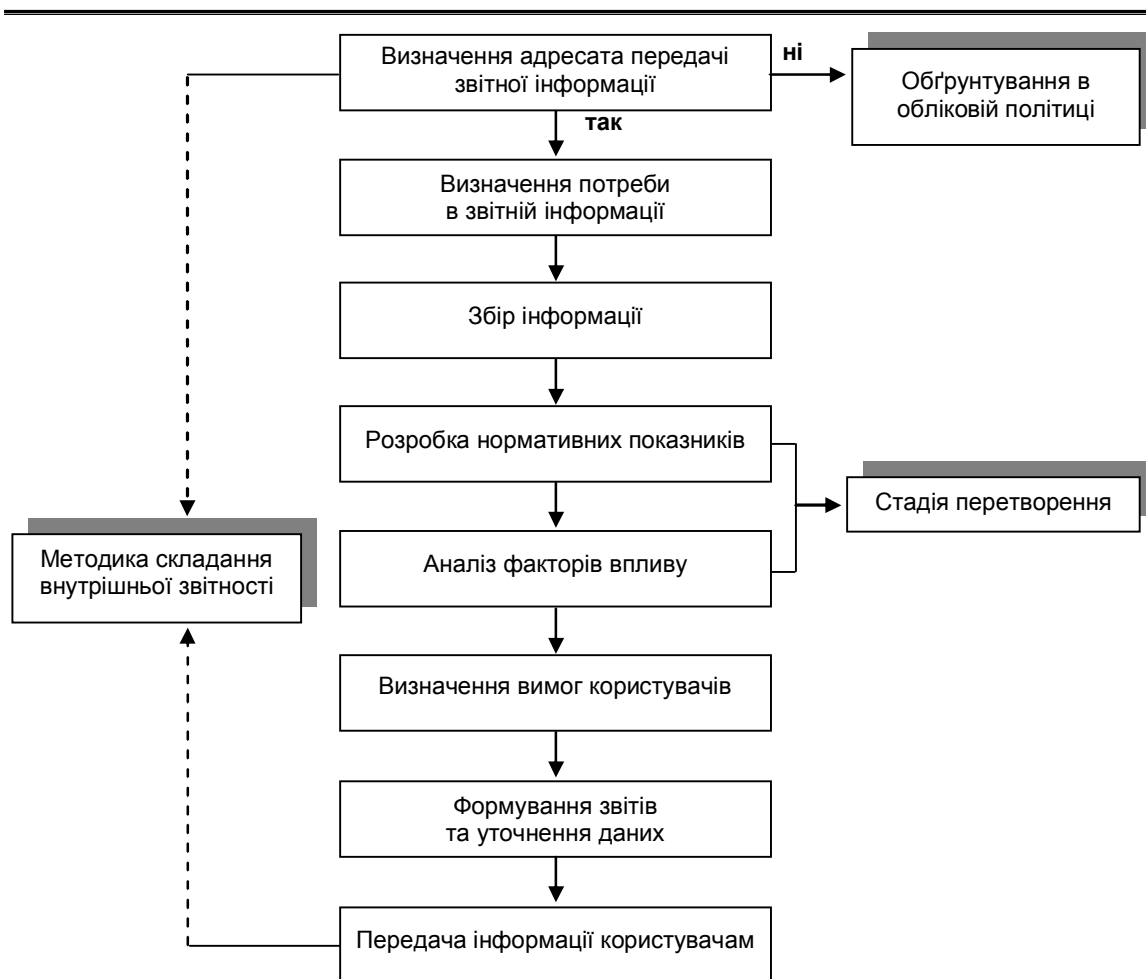 Визначення адресата передачі
звітної інформації
ні
Обґрунтування в
обліковій політиці
так
Визначення потреби
в звітній інформації
Збір інформації
Розробка нормативних показників
Стадія перетворення
Аналіз факторів впливу
Методика складання
внутрішньої звітності
Визначення вимог користувачів
Формування звітів
та уточнення даних
Передача інформації користувачам